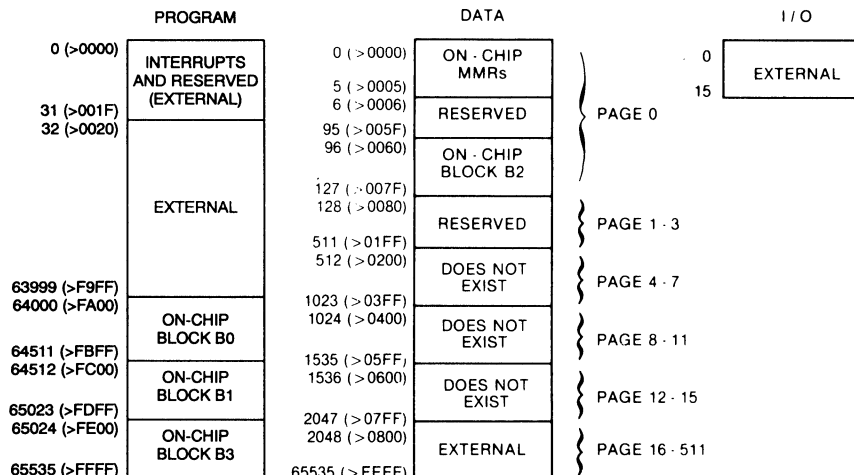 PROGRAM
DATA
I / O
0 (>0000)
INTERRUPTS
AND RESERVED
(EXTERNAL)
31 (>001F)
32 (>0020)
EXTERNAL
63999 (>F9FF)
64000 (>FA00)
ON-CHIP
BLOCK B0
64511 (>FBFF)
64512 (>FC00)
ON-CHIP
BLOCK B1
65023 (>FDFF)
65024 (>FE00)
ON-CHIP
BLOCK B3
65535 (>FFFF)
0 (>0000)
ON - CHIP
MMRs
5 (>0005)
6 (>0006)
RESERVED
95 (>005F)
96 (>0060)
ON - CHIP
BLOCK B2
127 (>007F)
PAGE 0
128 (>0080)
RESERVED
511 (>01FF)
PAGE 1 - 3
512 (>0200)
DOES NOT
EXIST
1023 (>03FF)
PAGE 4 - 7
1024 (>0400)
DOES NOT
EXIST
1535 (>05FF)
PAGE 8 - 11
1536 (>0600)
DOES NOT
EXIST
2047 (>07FF)
PAGE 12 - 15
2048 (>0800)
EXTERNAL
65535 (>FFFF)
PAGE 16 - 511
0
EXTERNAL
15